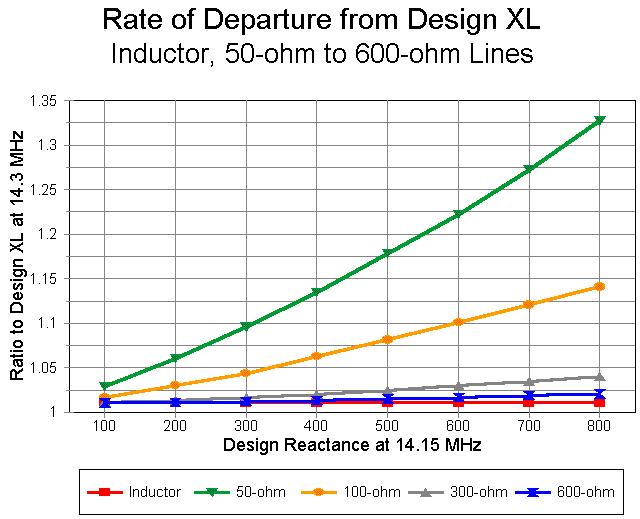 Rate of Departure from Design XL
Inductor, 50-ohm to 600-ohm Lines
Ratio to Design XL at 14.3 MHz
1.35
1.3
1.25
1.2
1.15
1.1
1.05
1
100 200 300 400 500 600 700 800
Design Reactance at 14.15 MHz
Inductor 50-ohm 100-ohm 300-ohm 600-ohm